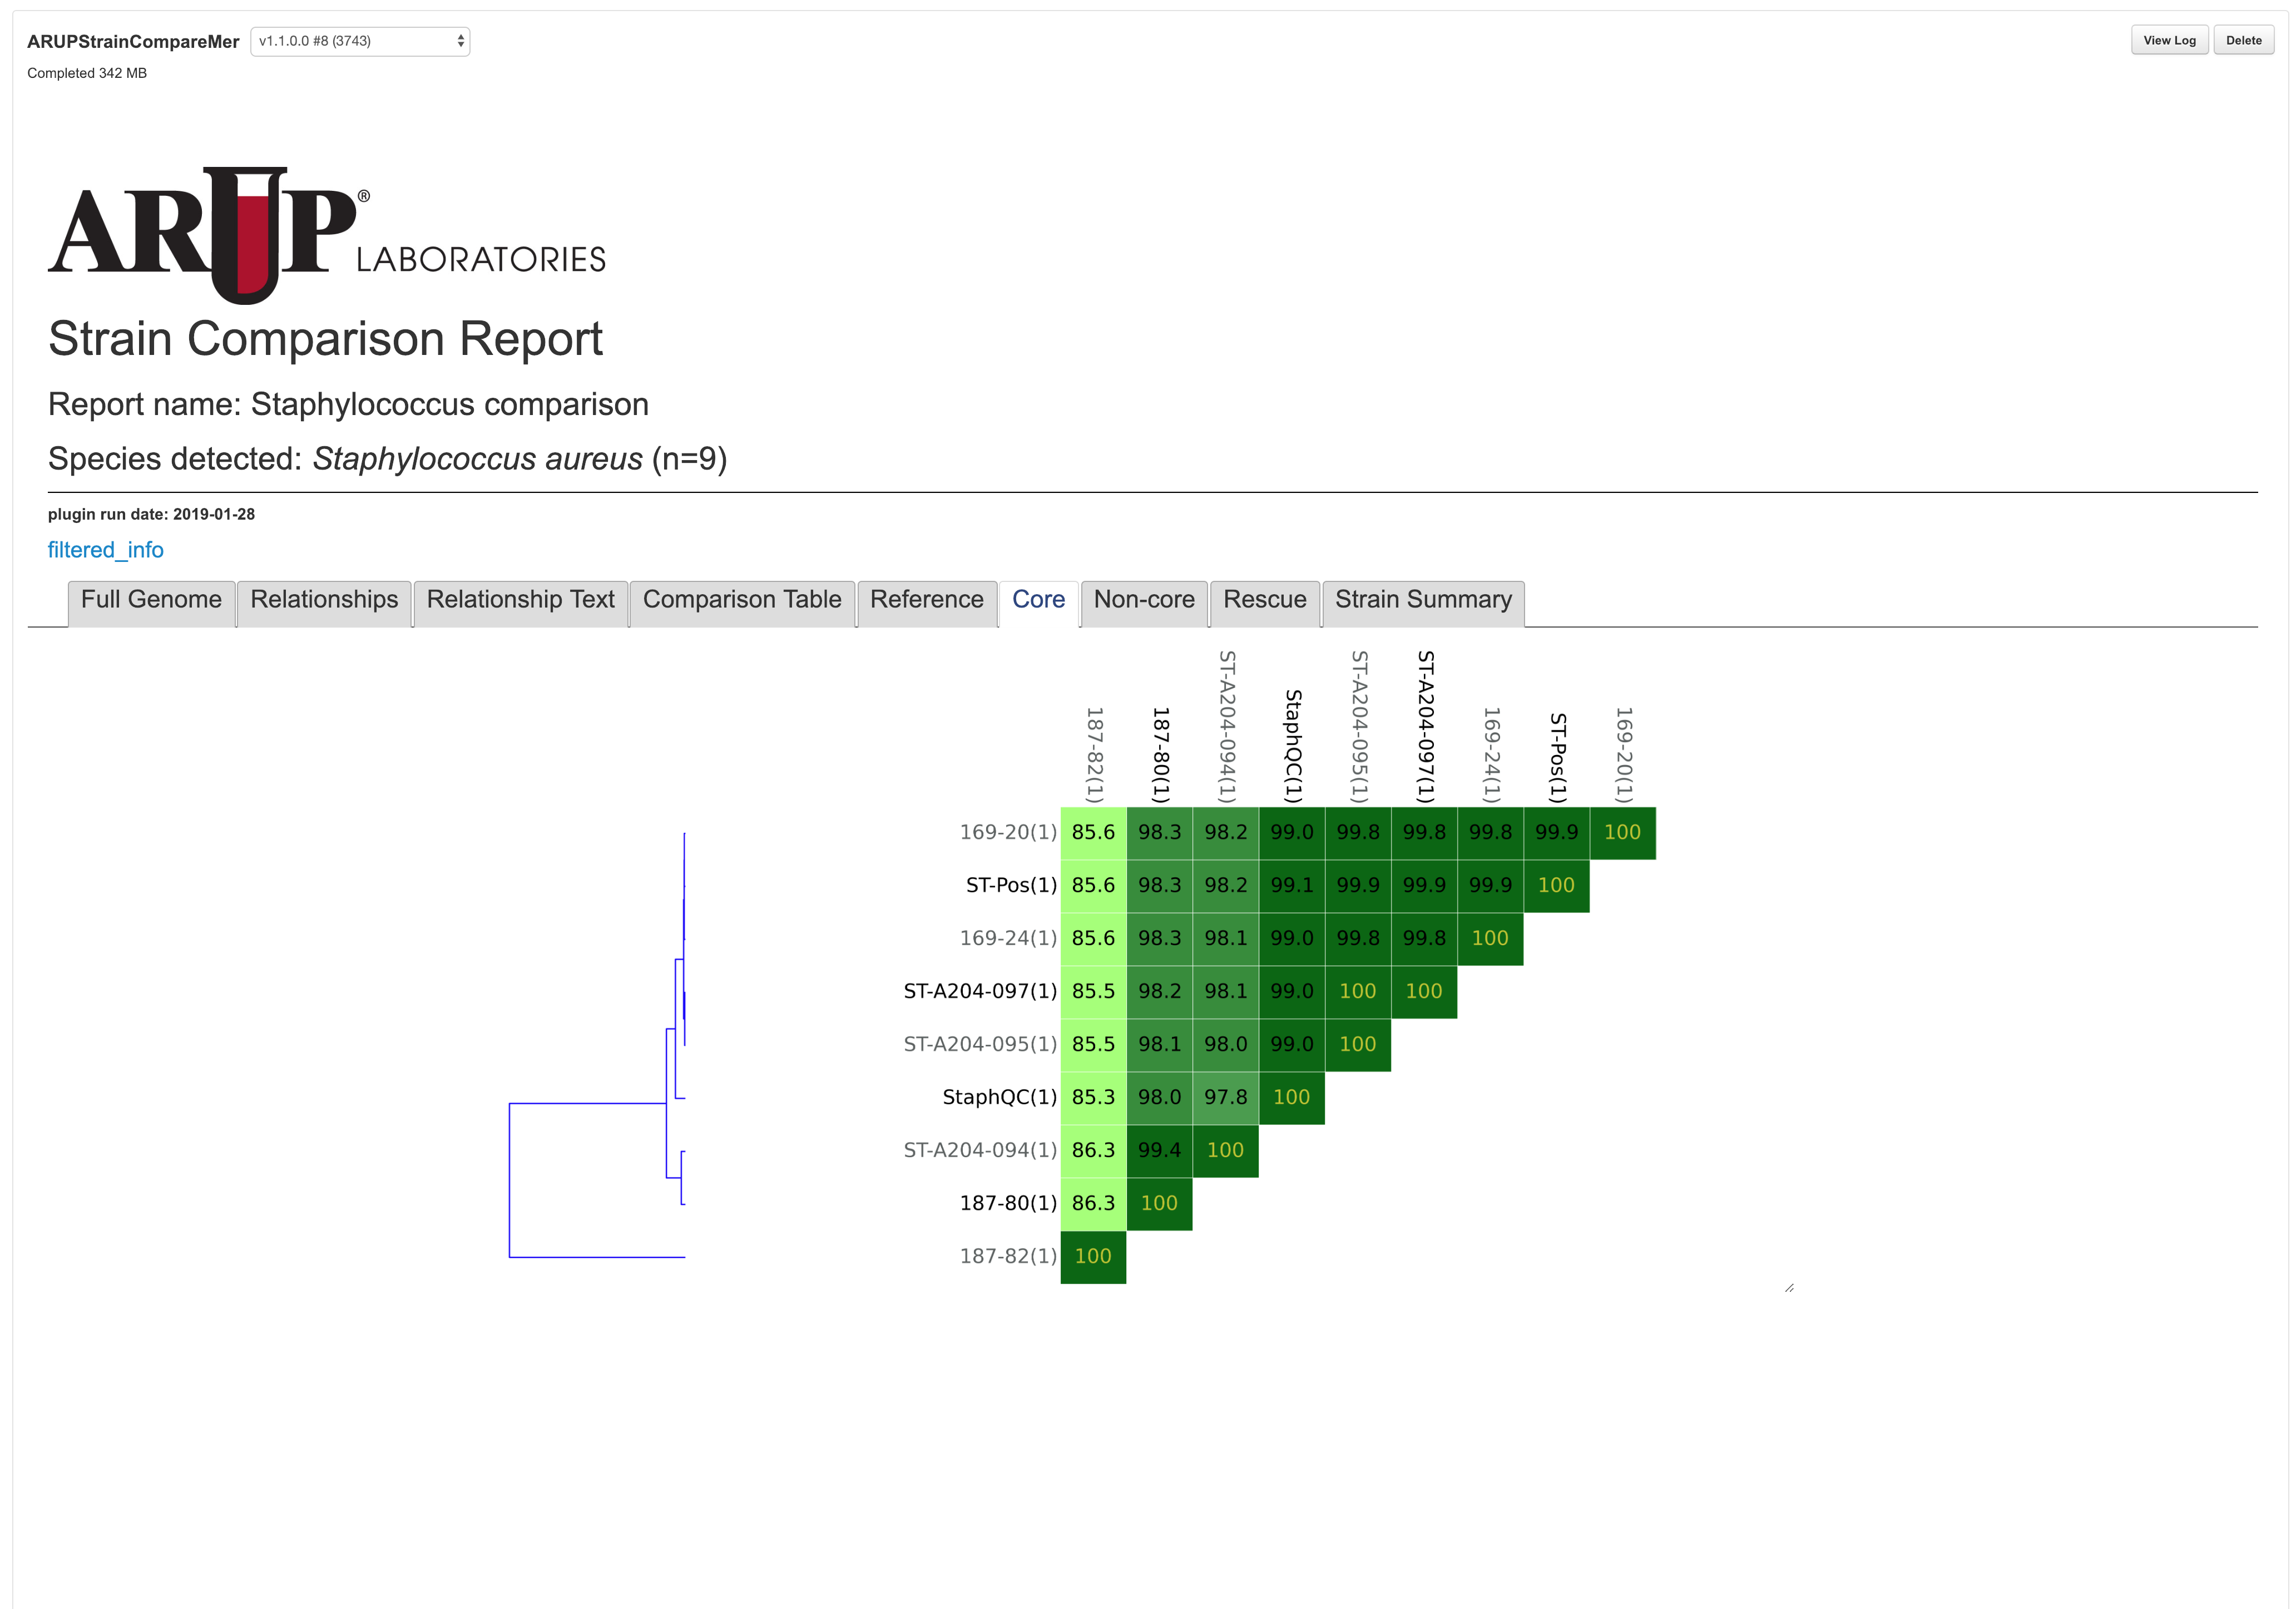 ARUPStrainCompareMer v1.1.0.0 #8 (3743) View Log Delete
Completed 342 MB
ARUP®
LABORATORIES
Strain Comparison Report
Report name: Staphylococcus comparison
Species detected: Staphylococcus aureus (n=9)
plugin run date: 2019-01-28
filtered_info
Full Genome Relationships Relationship Text Comparison Table Reference Core Non-core Rescue Strain Summary
187-82(1) 187-80(1) ST-A204-094(1) StaphQC(1) ST-A204-095(1) ST-A204-097(1) 169-24(1) ST-Pos(1) 169-20(1)
169-20(1) 85.6 98.3 98.2 99.0 99.8 99.8 99.8 99.9 100
ST-Pos(1) 85.6 98.3 98.2 99.1 99.9 99.9 99.9 100
169-24(1) 85.6 98.3 98.1 99.0 99.8 99.8 100
ST-A204-097(1) 85.5 98.2 98.1 99.0 100 100
ST-A204-095(1) 85.5 98.1 98.0 99.0 100
StaphQC(1) 85.3 98.0 97.8 100
ST-A204-094(1) 86.3 99.4 100
187-80(1) 86.3 100
187-82(1) 100